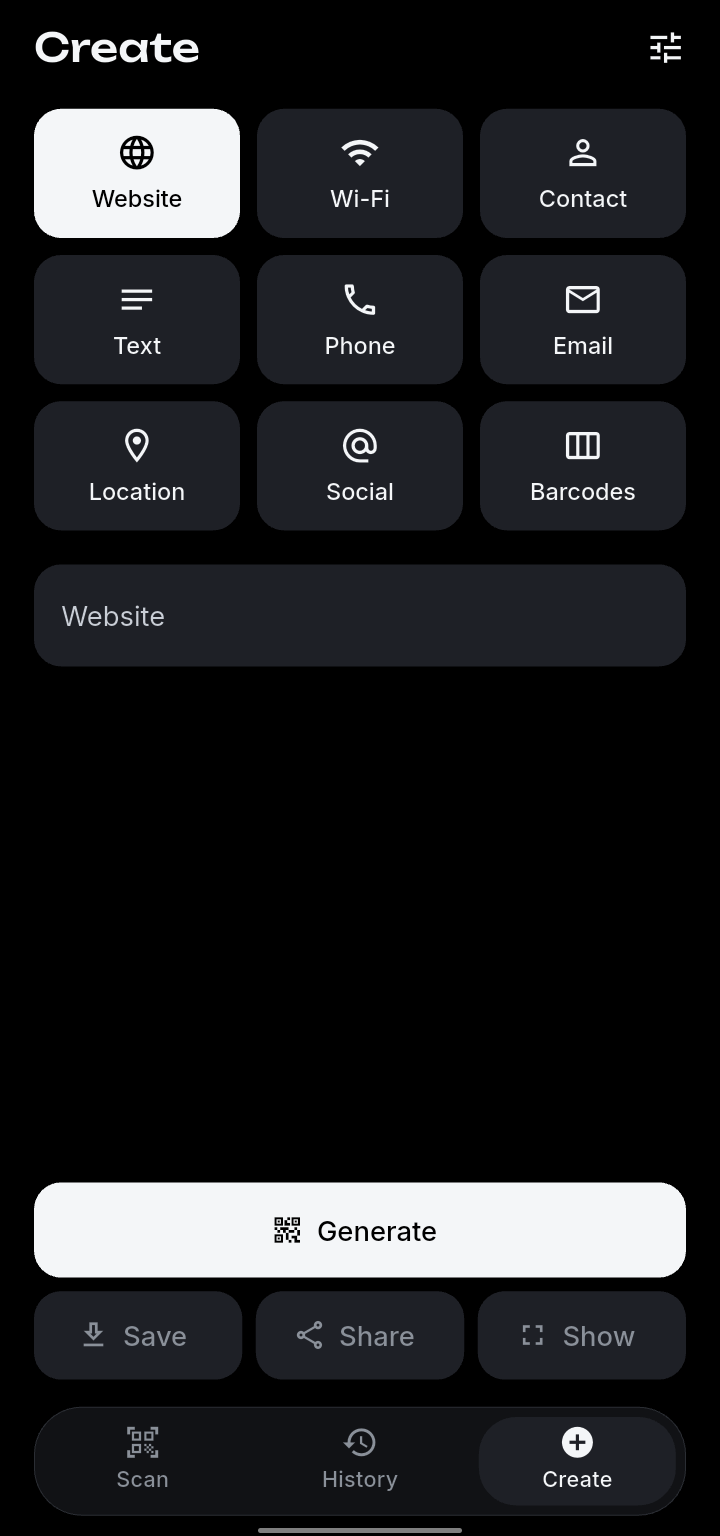 Create
Website
Wi-Fi
Contact
Text
Phone
Email
Location
Social
Barcodes
Website
Generate
Save
Share
Show
Scan
History
Create